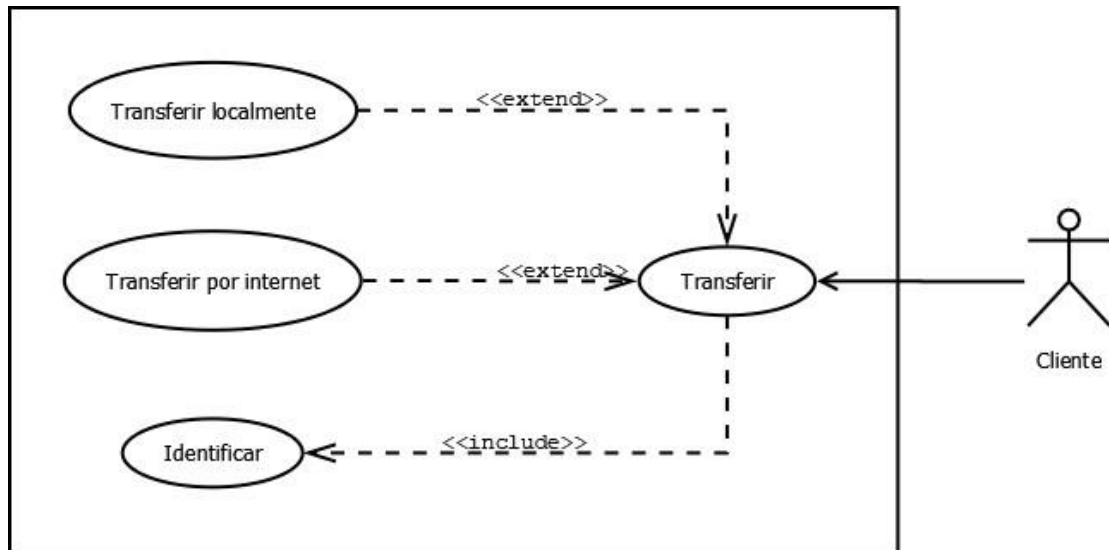 Transferir localmente
<<extend>>
Transferir por internet
<<extend>>
Transferir
Cliente
Identificar
<<include>>